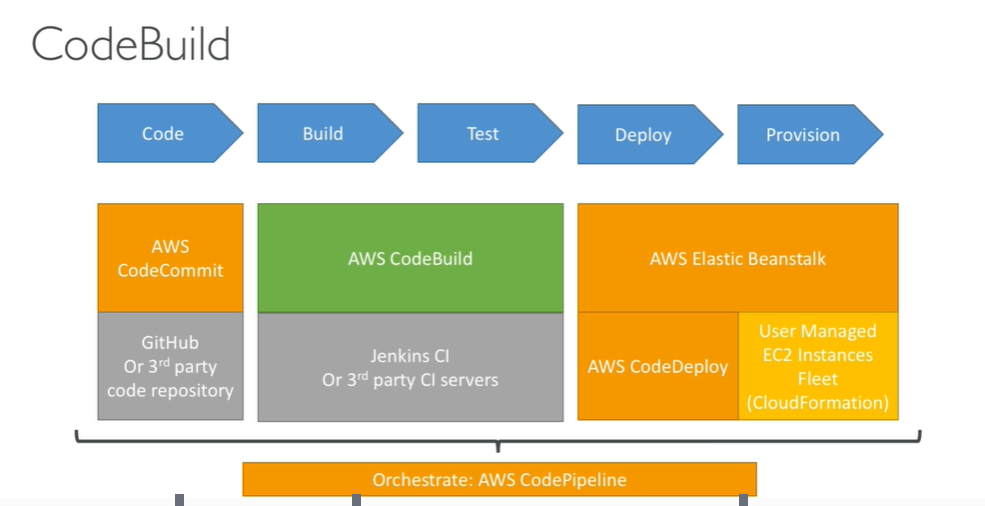 CodeBuild
Code
Build
Test
Deploy
Provision
AWS
CodeCommit
AWS CodeBuild
AWS Elastic Beanstalk
GitHub
Or 3rd party
code repository
Jenkins CI
Or 3rd party CI servers
AWS CodeDeploy
User Managed
EC2 Instances
Fleet
(CloudFormation)
Orchestrate: AWS CodePipeline